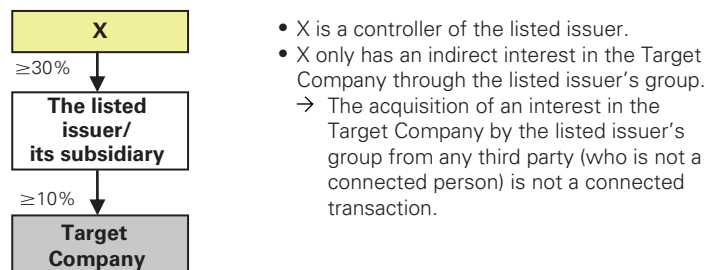 X
≥30%
The listed
issuer/
its subsidiary
≥10%
Target
Company
• X is a controller of the listed issuer.
• X only has an indirect interest in the Target
Company through the listed issuer's group.
→ The acquisition of an interest in the
Target Company by the listed issuer's
group from any third party (who is not a
connected person) is not a connected
transaction.